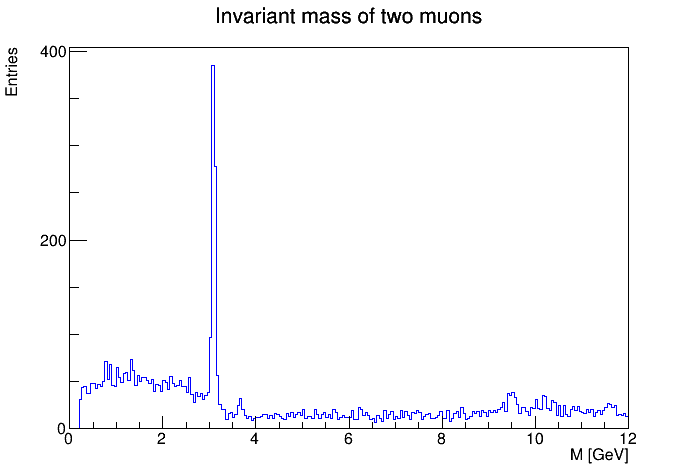 Invariant mass of two muons
Entries
400
200
0
0 2 4 6 8 10 12
M [GeV]